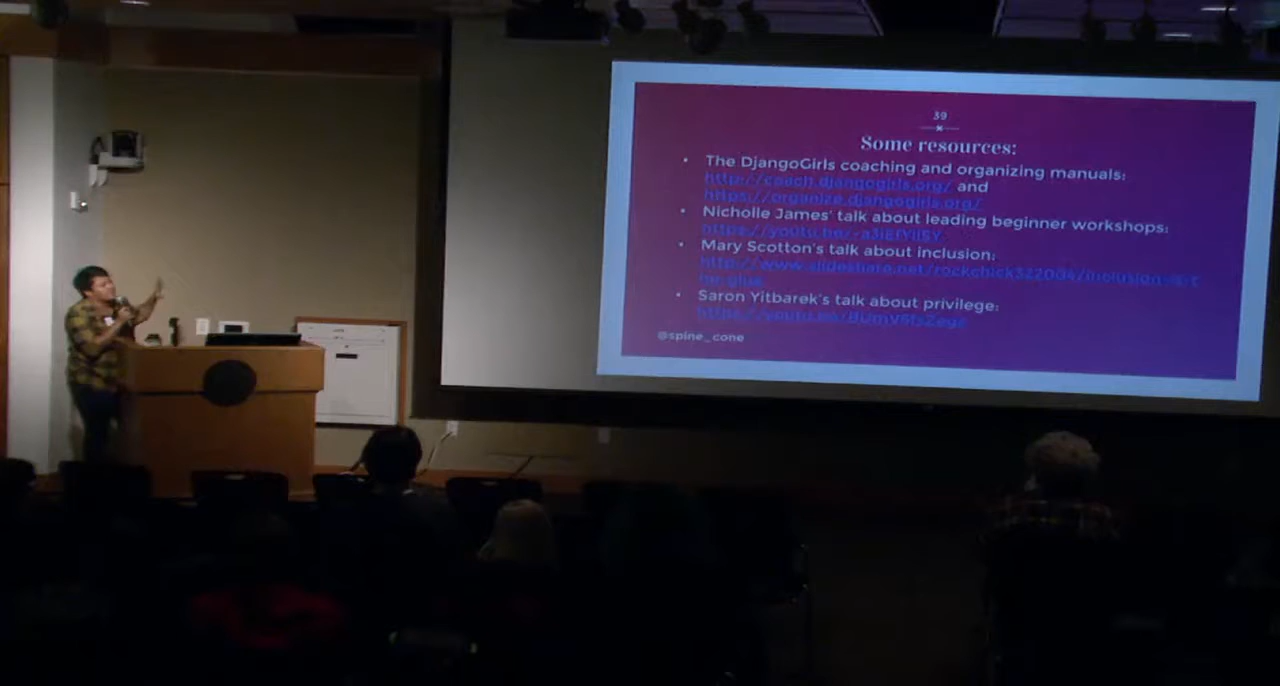 39
Some resources:
• The DjangoGirls coaching and organizing manuals:
http://coach.djangogirls.org/ and
https://organize.djangogirls.org/
• Nicholle James' talk about leading beginner workshops:
• Mary Scotton's talk about inclusion:
• Saron Yitbarek's talk about privilege:
@spine_cone